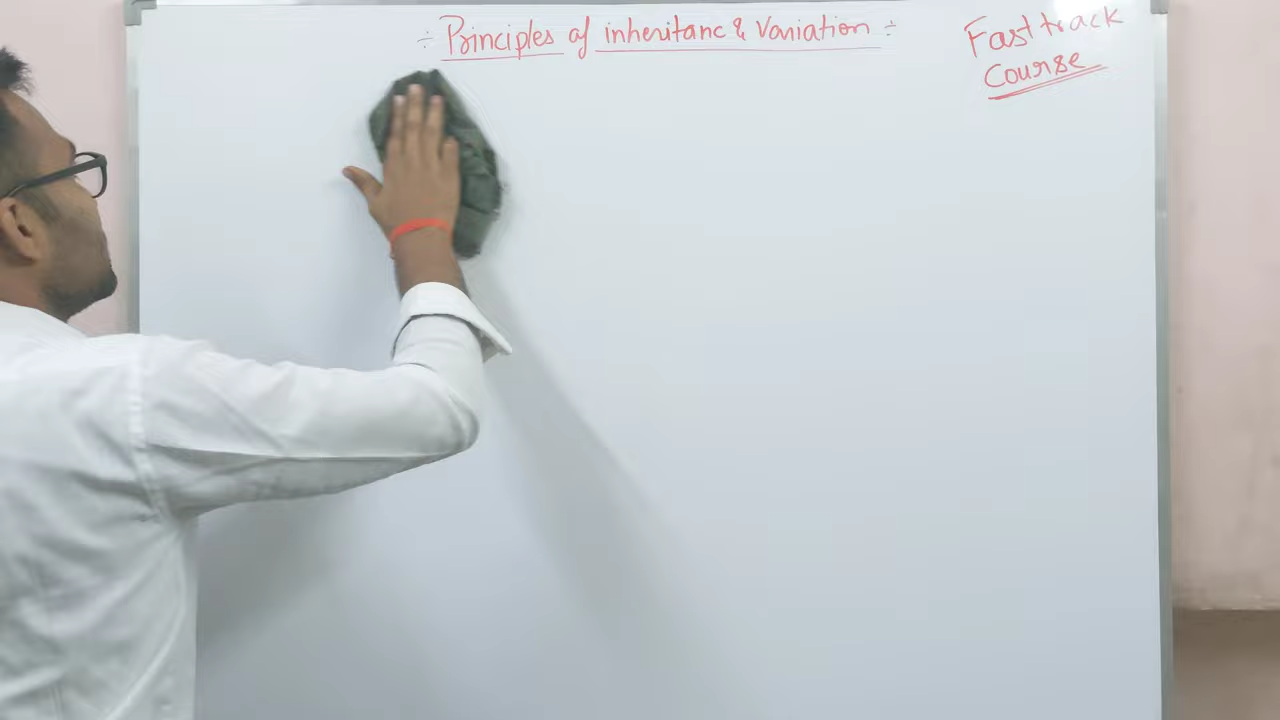 ÷ Principles of inheritanc & Variation ÷
Fast track
Course